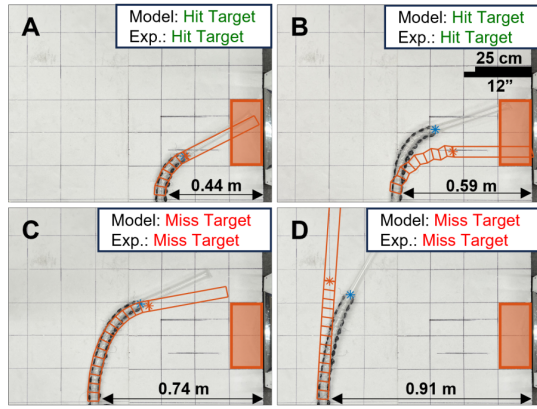 A
Model: Hit Target
Exp.: Hit Target
0.44 m
B
Model: Hit Target
Exp.: Hit Target
25 cm
12”
0.59 m
C
Model: Miss Target
Exp.: Miss Target
0.74 m
D
Model: Miss Target
Exp.: Miss Target
0.91 m